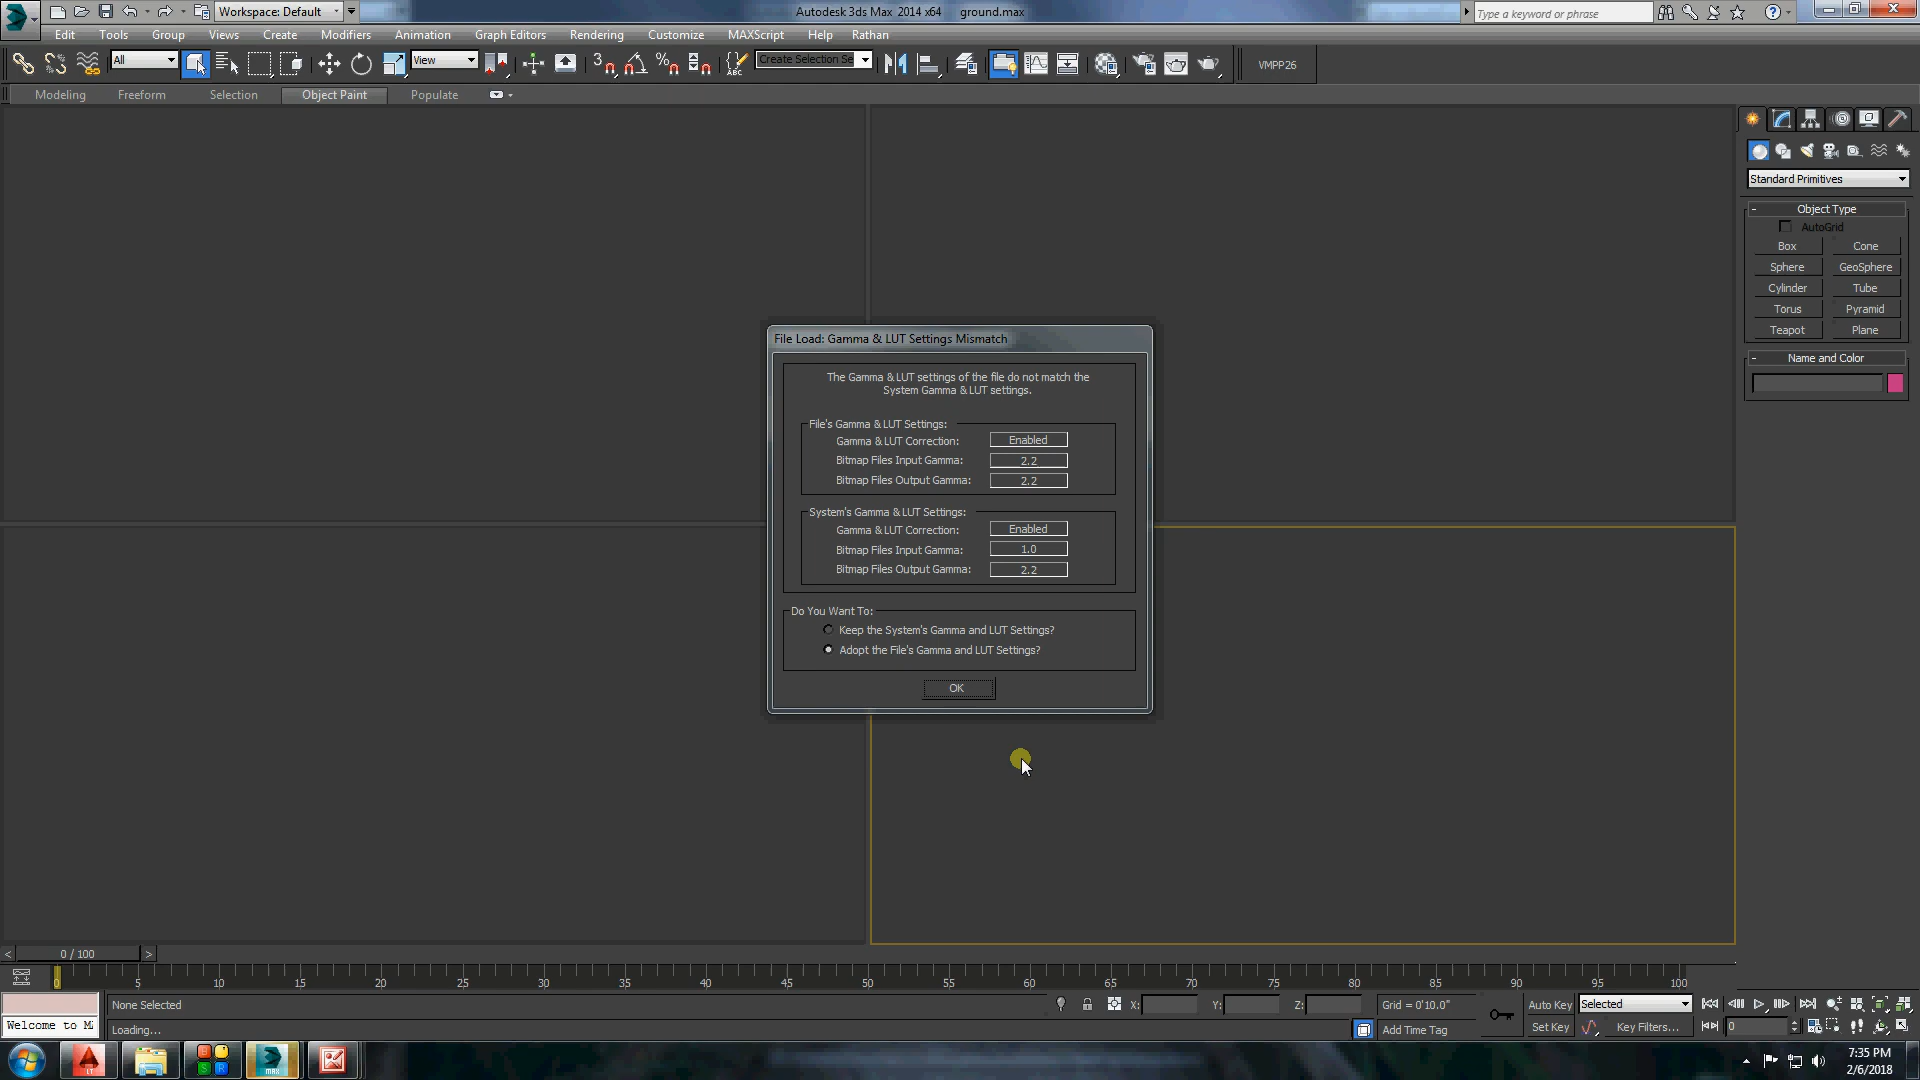 Workspace: Default
Autodesk 3ds Max 2014 x64 ground.max
Type a keyword or phrase
Edit Tools Group Views Create Modifiers Animation Graph Editors Rendering Customize MAXScript Help Rathan
All
View
3
%
ABC
Create Selection Se
VMPP26
Modeling Freeform Selection Object Paint Populate
Standard Primitives
- Object Type
AutoGrid
Box Cone
Sphere GeoSphere
Cylinder Tube
Torus Pyramid
Teapot Plane
- Name and Color
File Load: Gamma & LUT Settings Mismatch
The Gamma & LUT settings of the file do not match the
System Gamma & LUT settings.
File's Gamma & LUT Settings:
Gamma & LUT Correction: Enabled
Bitmap Files Input Gamma: 2.2
Bitmap Files Output Gamma: 2.2
System's Gamma & LUT Settings:
Gamma & LUT Correction: Enabled
Bitmap Files Input Gamma: 1.0
Bitmap Files Output Gamma: 2.2
Do You Want To:
Keep the System's Gamma and LUT Settings?
Adopt the File's Gamma and LUT Settings?
OK
< 0 / 100 >
0 5 10 15 20 25 30 35 40 45 50 55 60 65 70 75 80 85 90 95 100
None Selected X: Y: Z: Grid = 0'10.0" Auto Key Selected
Welcome to M
Loading... Add Time Tag Set Key Key Filters... 0
LT
MAX
7:35 PM
2/6/2018